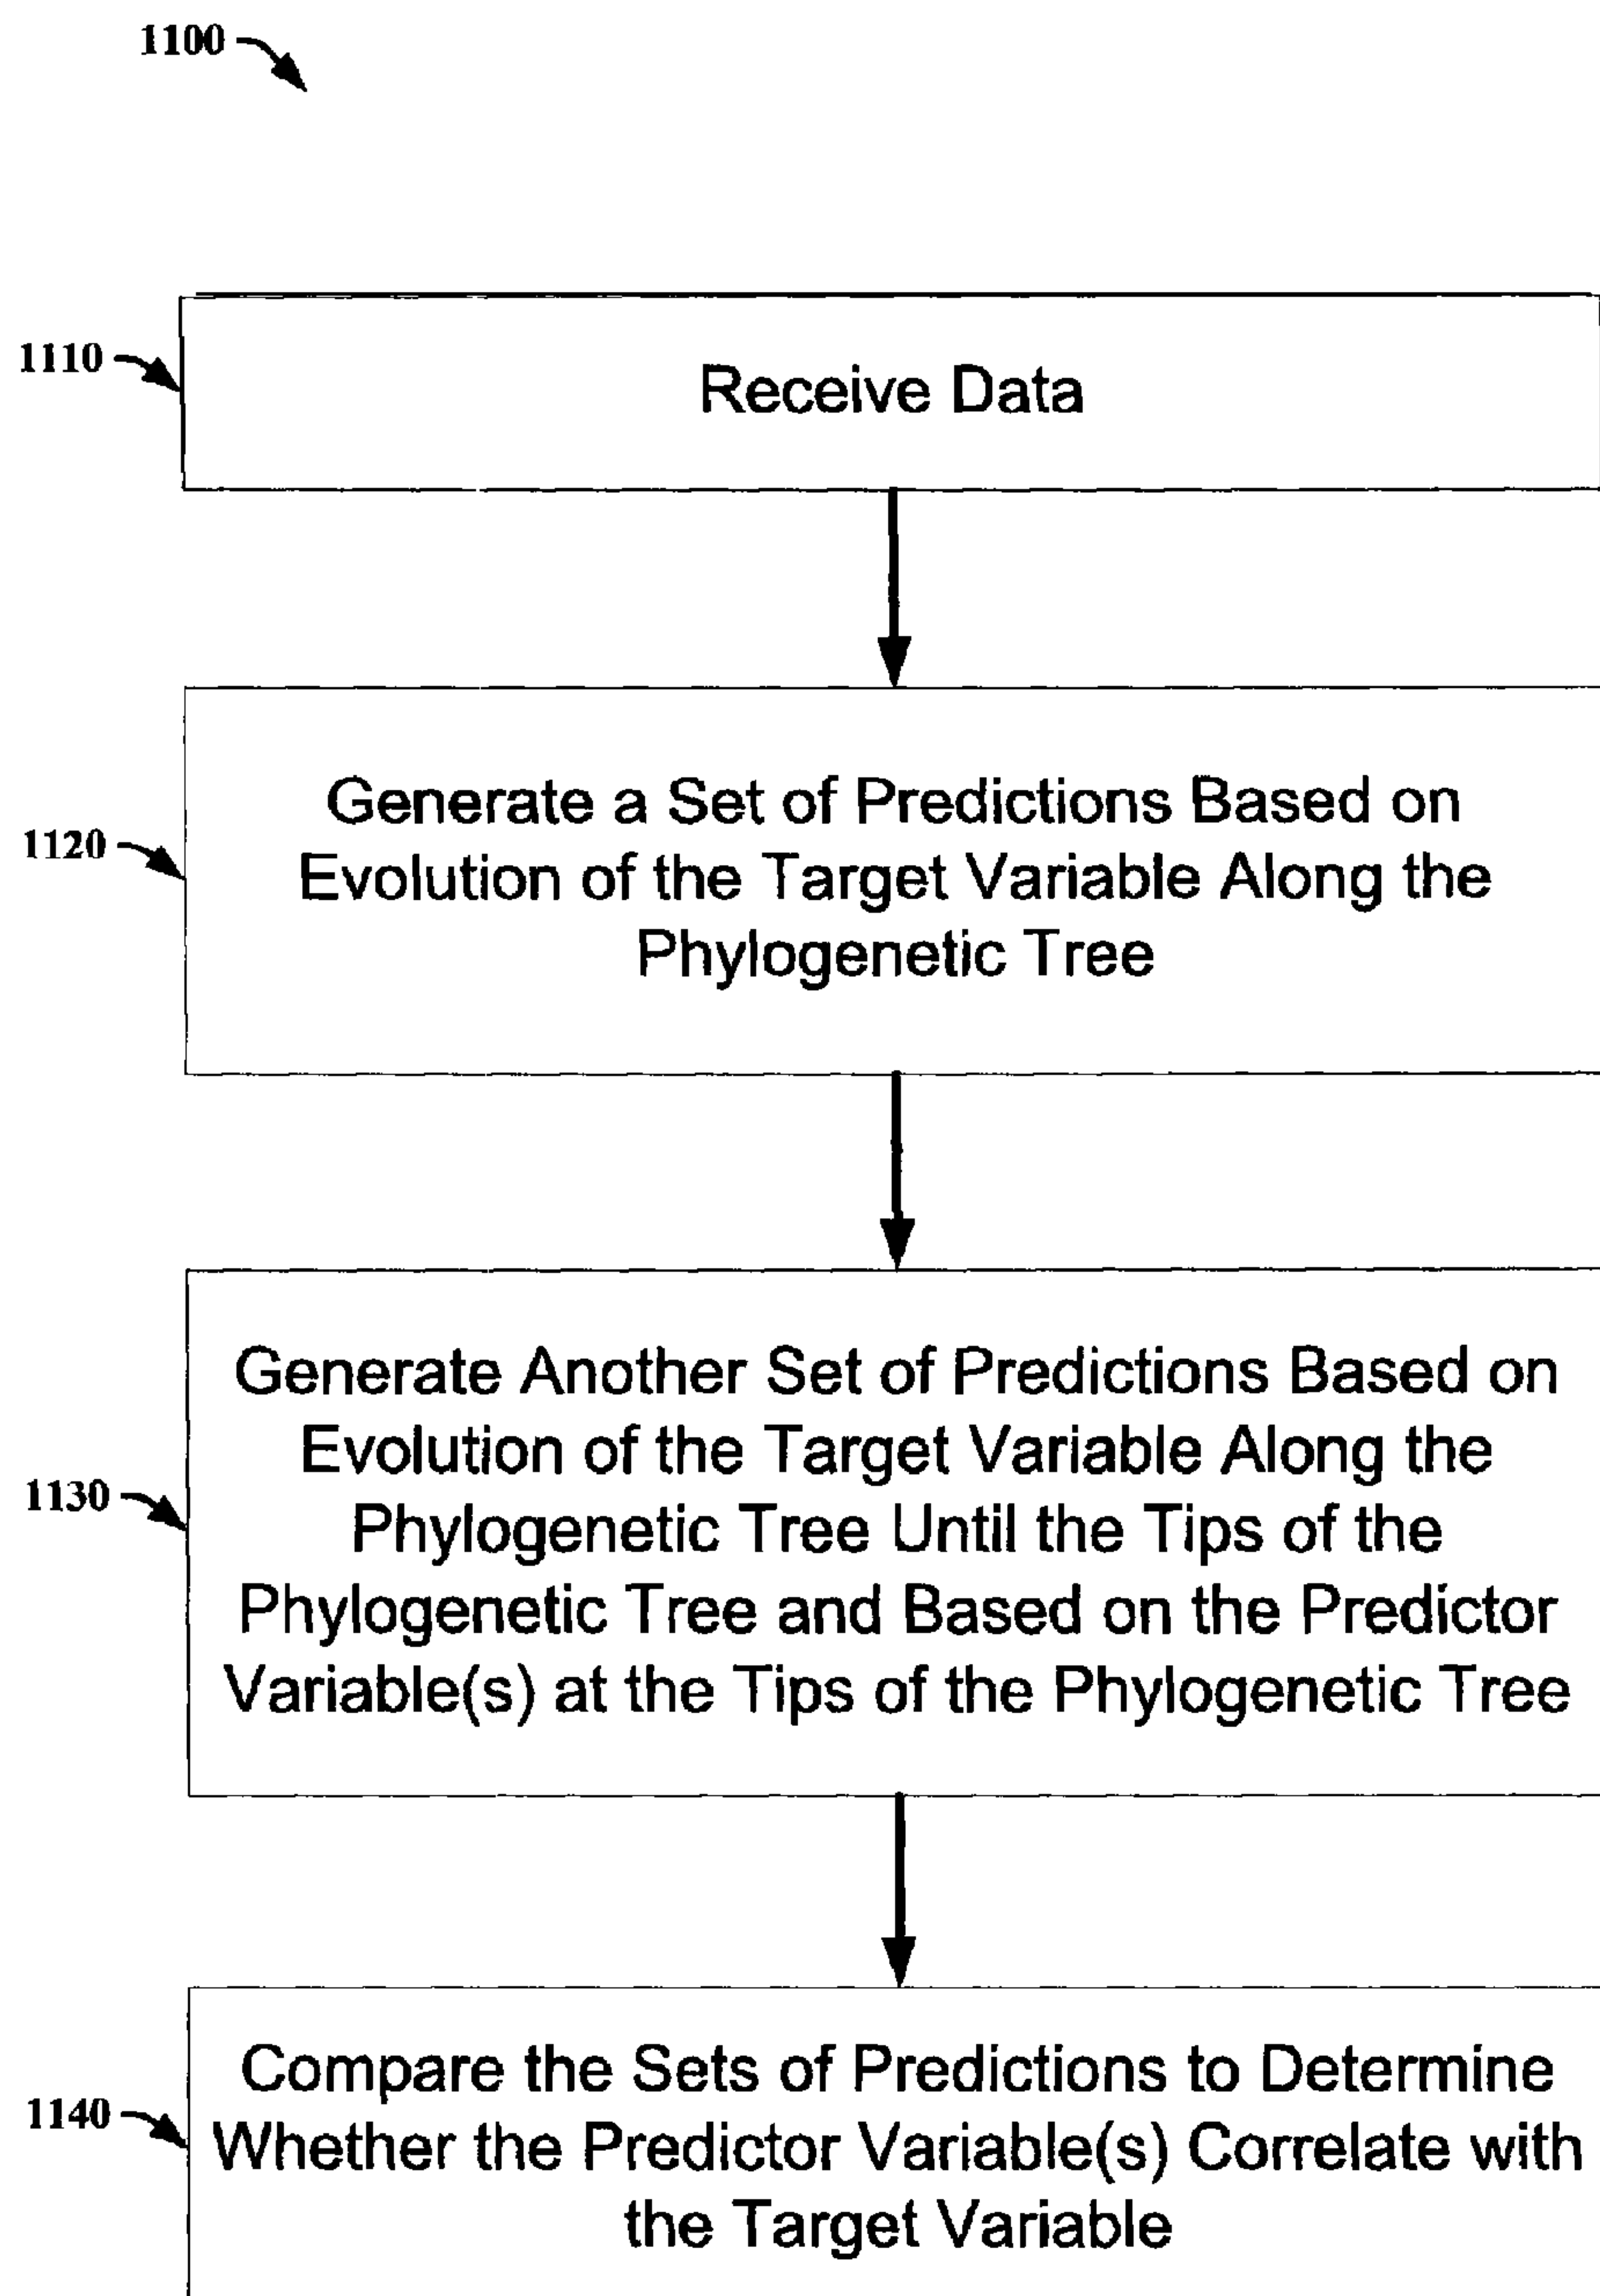 1100
1110
Receive Data
1120
Generate a Set of Predictions Based on
Evolution of the Target Variable Along the
Phylogenetic Tree
1130
Generate Another Set of Predictions Based on
Evolution of the Target Variable Along the
Phylogenetic Tree Until the Tips of the
Phylogenetic Tree and Based on the Predictor
Variable(s) at the Tips of the Phylogenetic Tree
1140
Compare the Sets of Predictions to Determine
Whether the Predictor Variable(s) Correlate with
the Target Variable